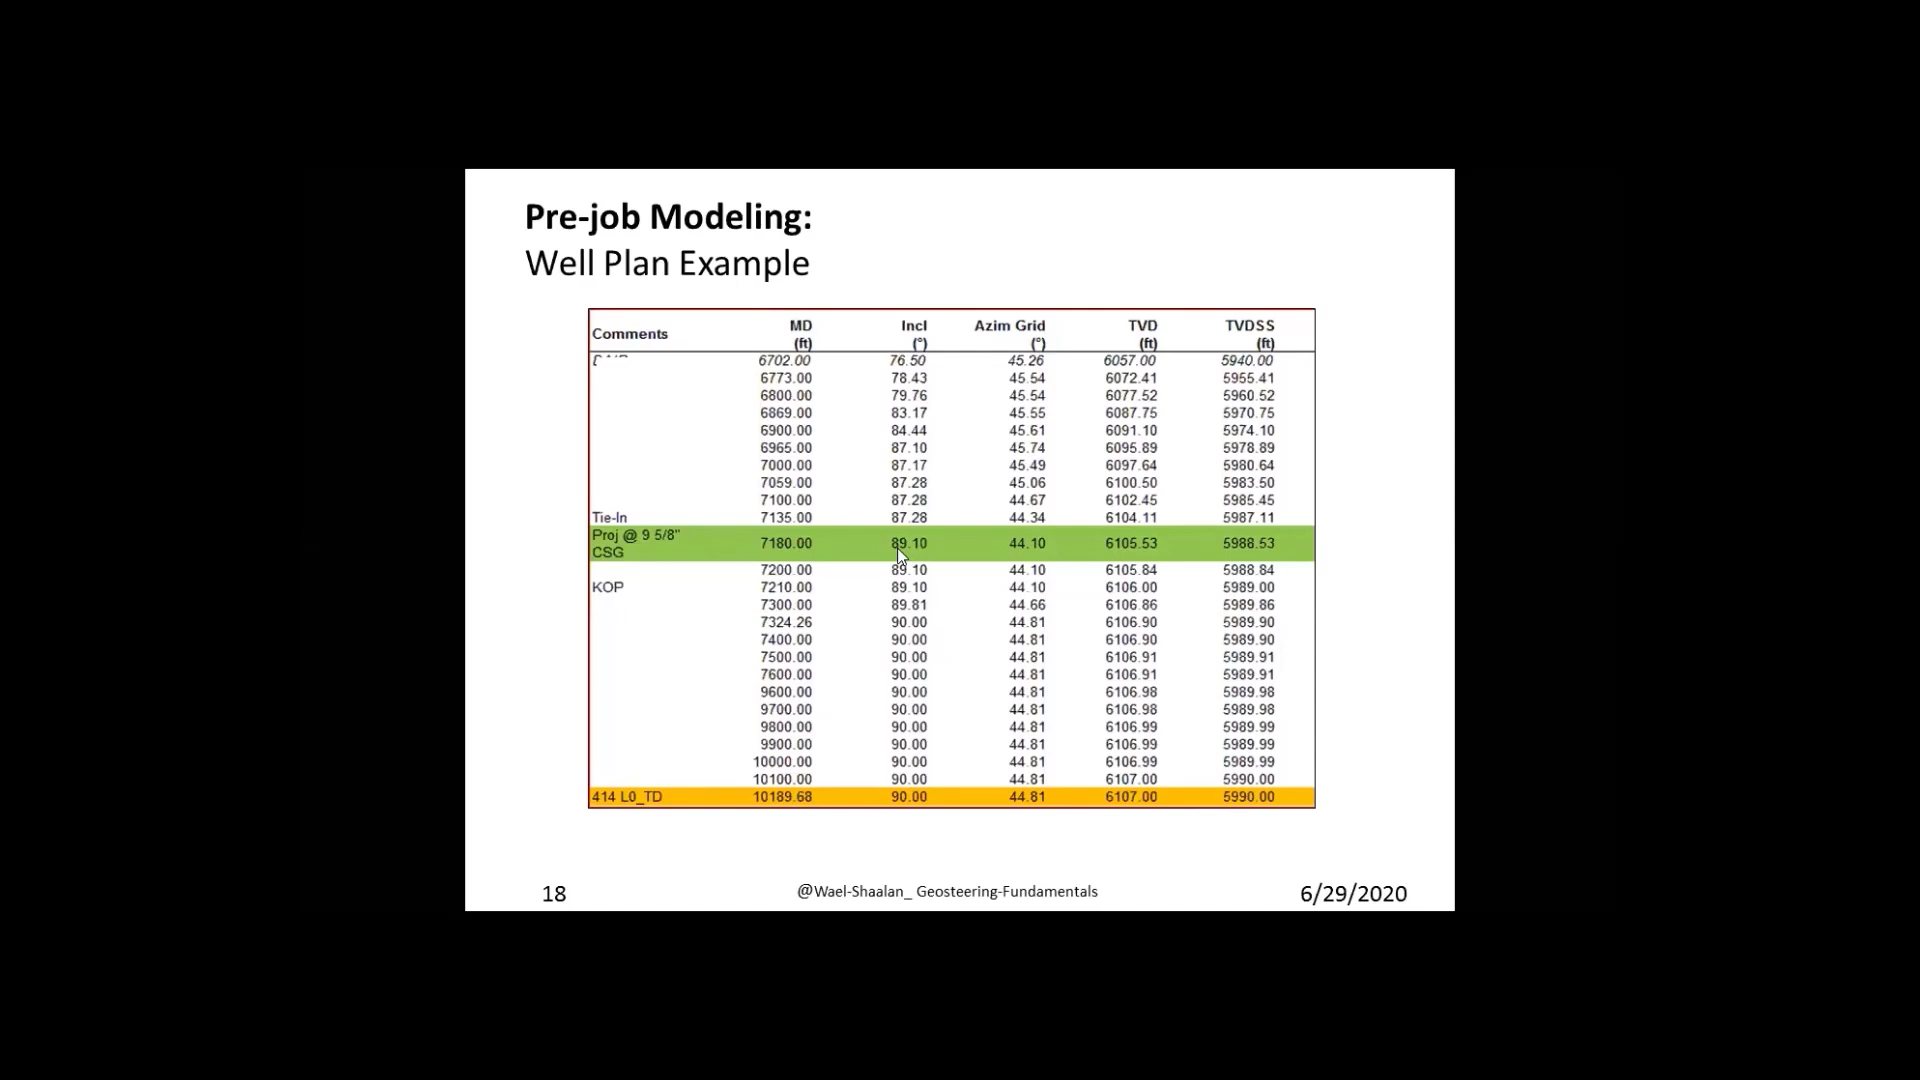 Pre-job Modeling:
Well Plan Example
Comments MD (ft) Incl (°) Azim Grid (°) TVD (ft) TVDSS (ft)
6702.00 76.50 45.26 6057.00 5940.00
6773.00 78.43 45.54 6072.41 5955.41
6800.00 79.76 45.54 6077.52 5960.52
6869.00 83.17 45.55 6087.75 5970.75
6900.00 84.44 45.61 6091.10 5974.10
6965.00 87.10 45.74 6095.89 5978.89
7000.00 87.17 45.49 6097.64 5980.64
7059.00 87.28 45.06 6100.50 5983.50
7100.00 87.28 44.67 6102.45 5985.45
Tie-In 7135.00 87.28 44.34 6104.11 5987.11
Proj @ 9 5/8" CSG 7180.00 89.10 44.10 6105.53 5988.53
7200.00 89.10 44.10 6105.84 5988.84
KOP 7210.00 89.10 44.10 6106.00 5989.00
7300.00 89.81 44.66 6106.86 5989.86
7324.26 90.00 44.81 6106.90 5989.90
7400.00 90.00 44.81 6106.90 5989.90
7500.00 90.00 44.81 6106.91 5989.91
7600.00 90.00 44.81 6106.91 5989.91
9600.00 90.00 44.81 6106.98 5989.98
9700.00 90.00 44.81 6106.98 5989.98
9800.00 90.00 44.81 6106.99 5989.99
9900.00 90.00 44.81 6106.99 5989.99
10000.00 90.00 44.81 6106.99 5989.99
10100.00 90.00 44.81 6107.00 5990.00
414 L0_TD 10189.68 90.00 44.81 6107.00 5990.00
18 @Wael-Shaalan_ Geosteering-Fundamentals 6/29/2020